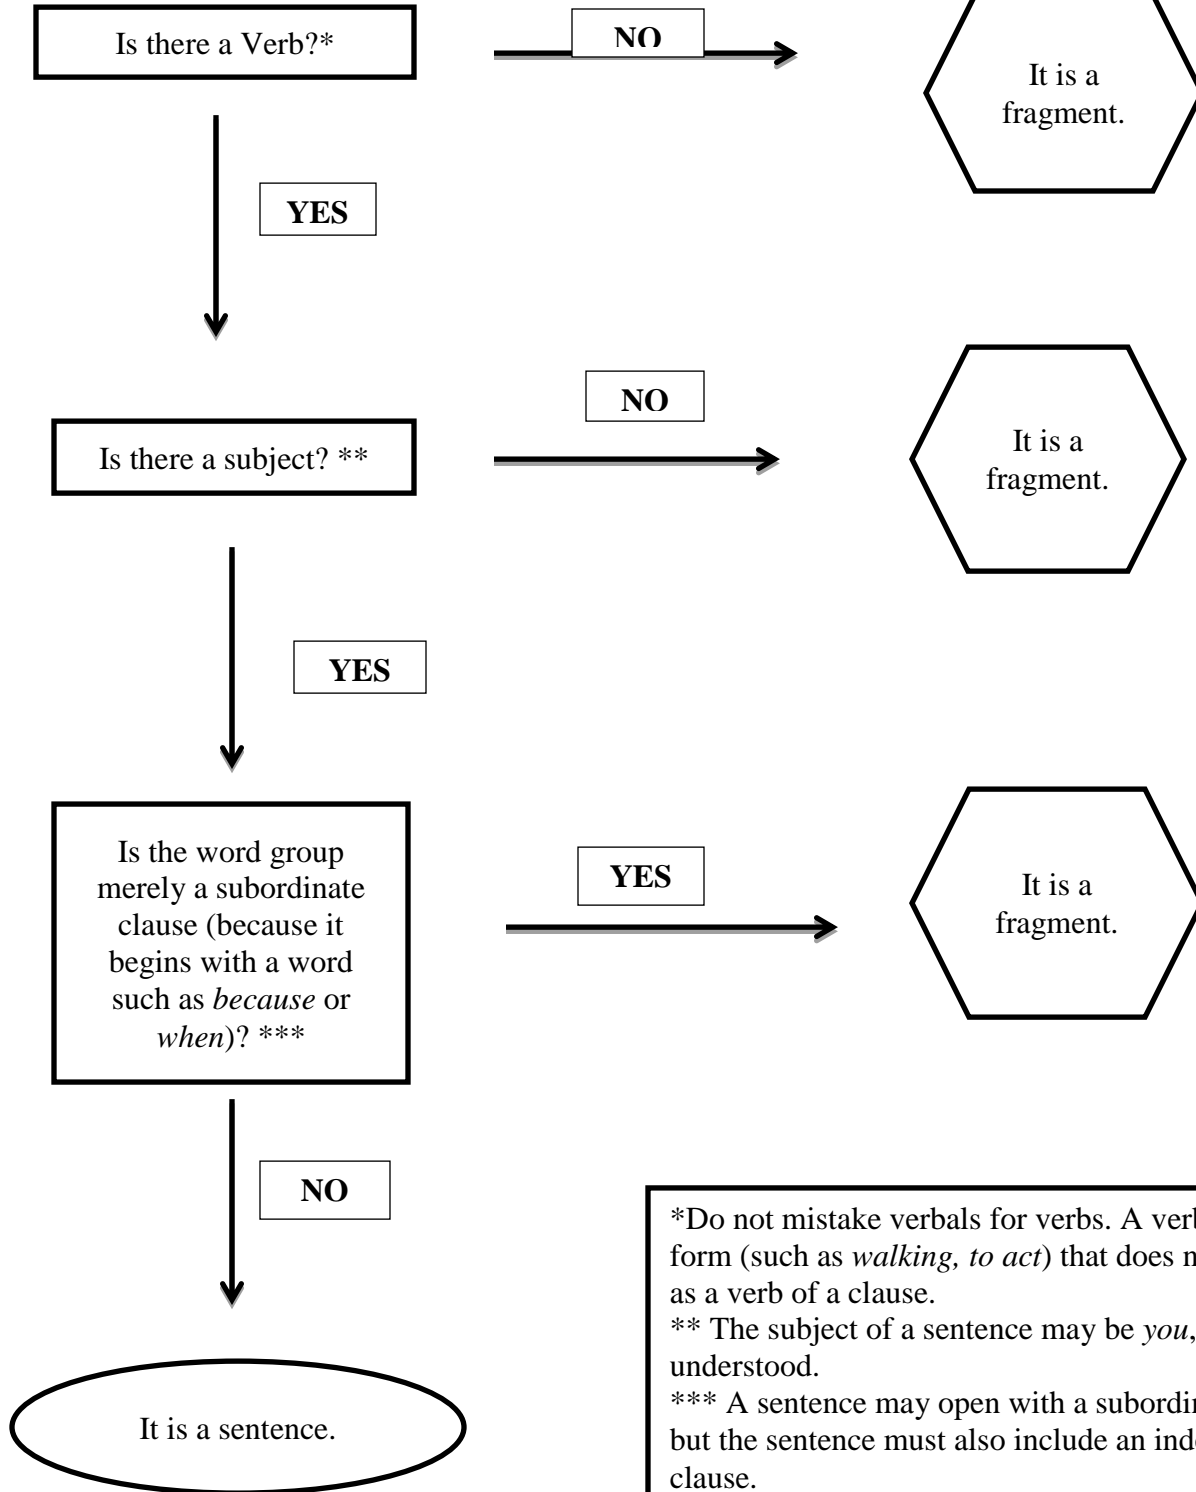 Is there a Verb?*
NO
It is a
fragment.
YES
Is there a subject? **
NO
It is a
fragment.
YES
Is the word group
merely a subordinate
clause (because it
begins with a word
such as because or
when)? ***
YES
It is a
fragment.
NO
It is a sentence.
*Do not mistake verbals for verbs. A
form (such as walking, to act) that does
as a verb of a clause.
** The subject of a sentence may be you,
understood.
*** A sentence may open with a
but the sentence must also include an
clause.